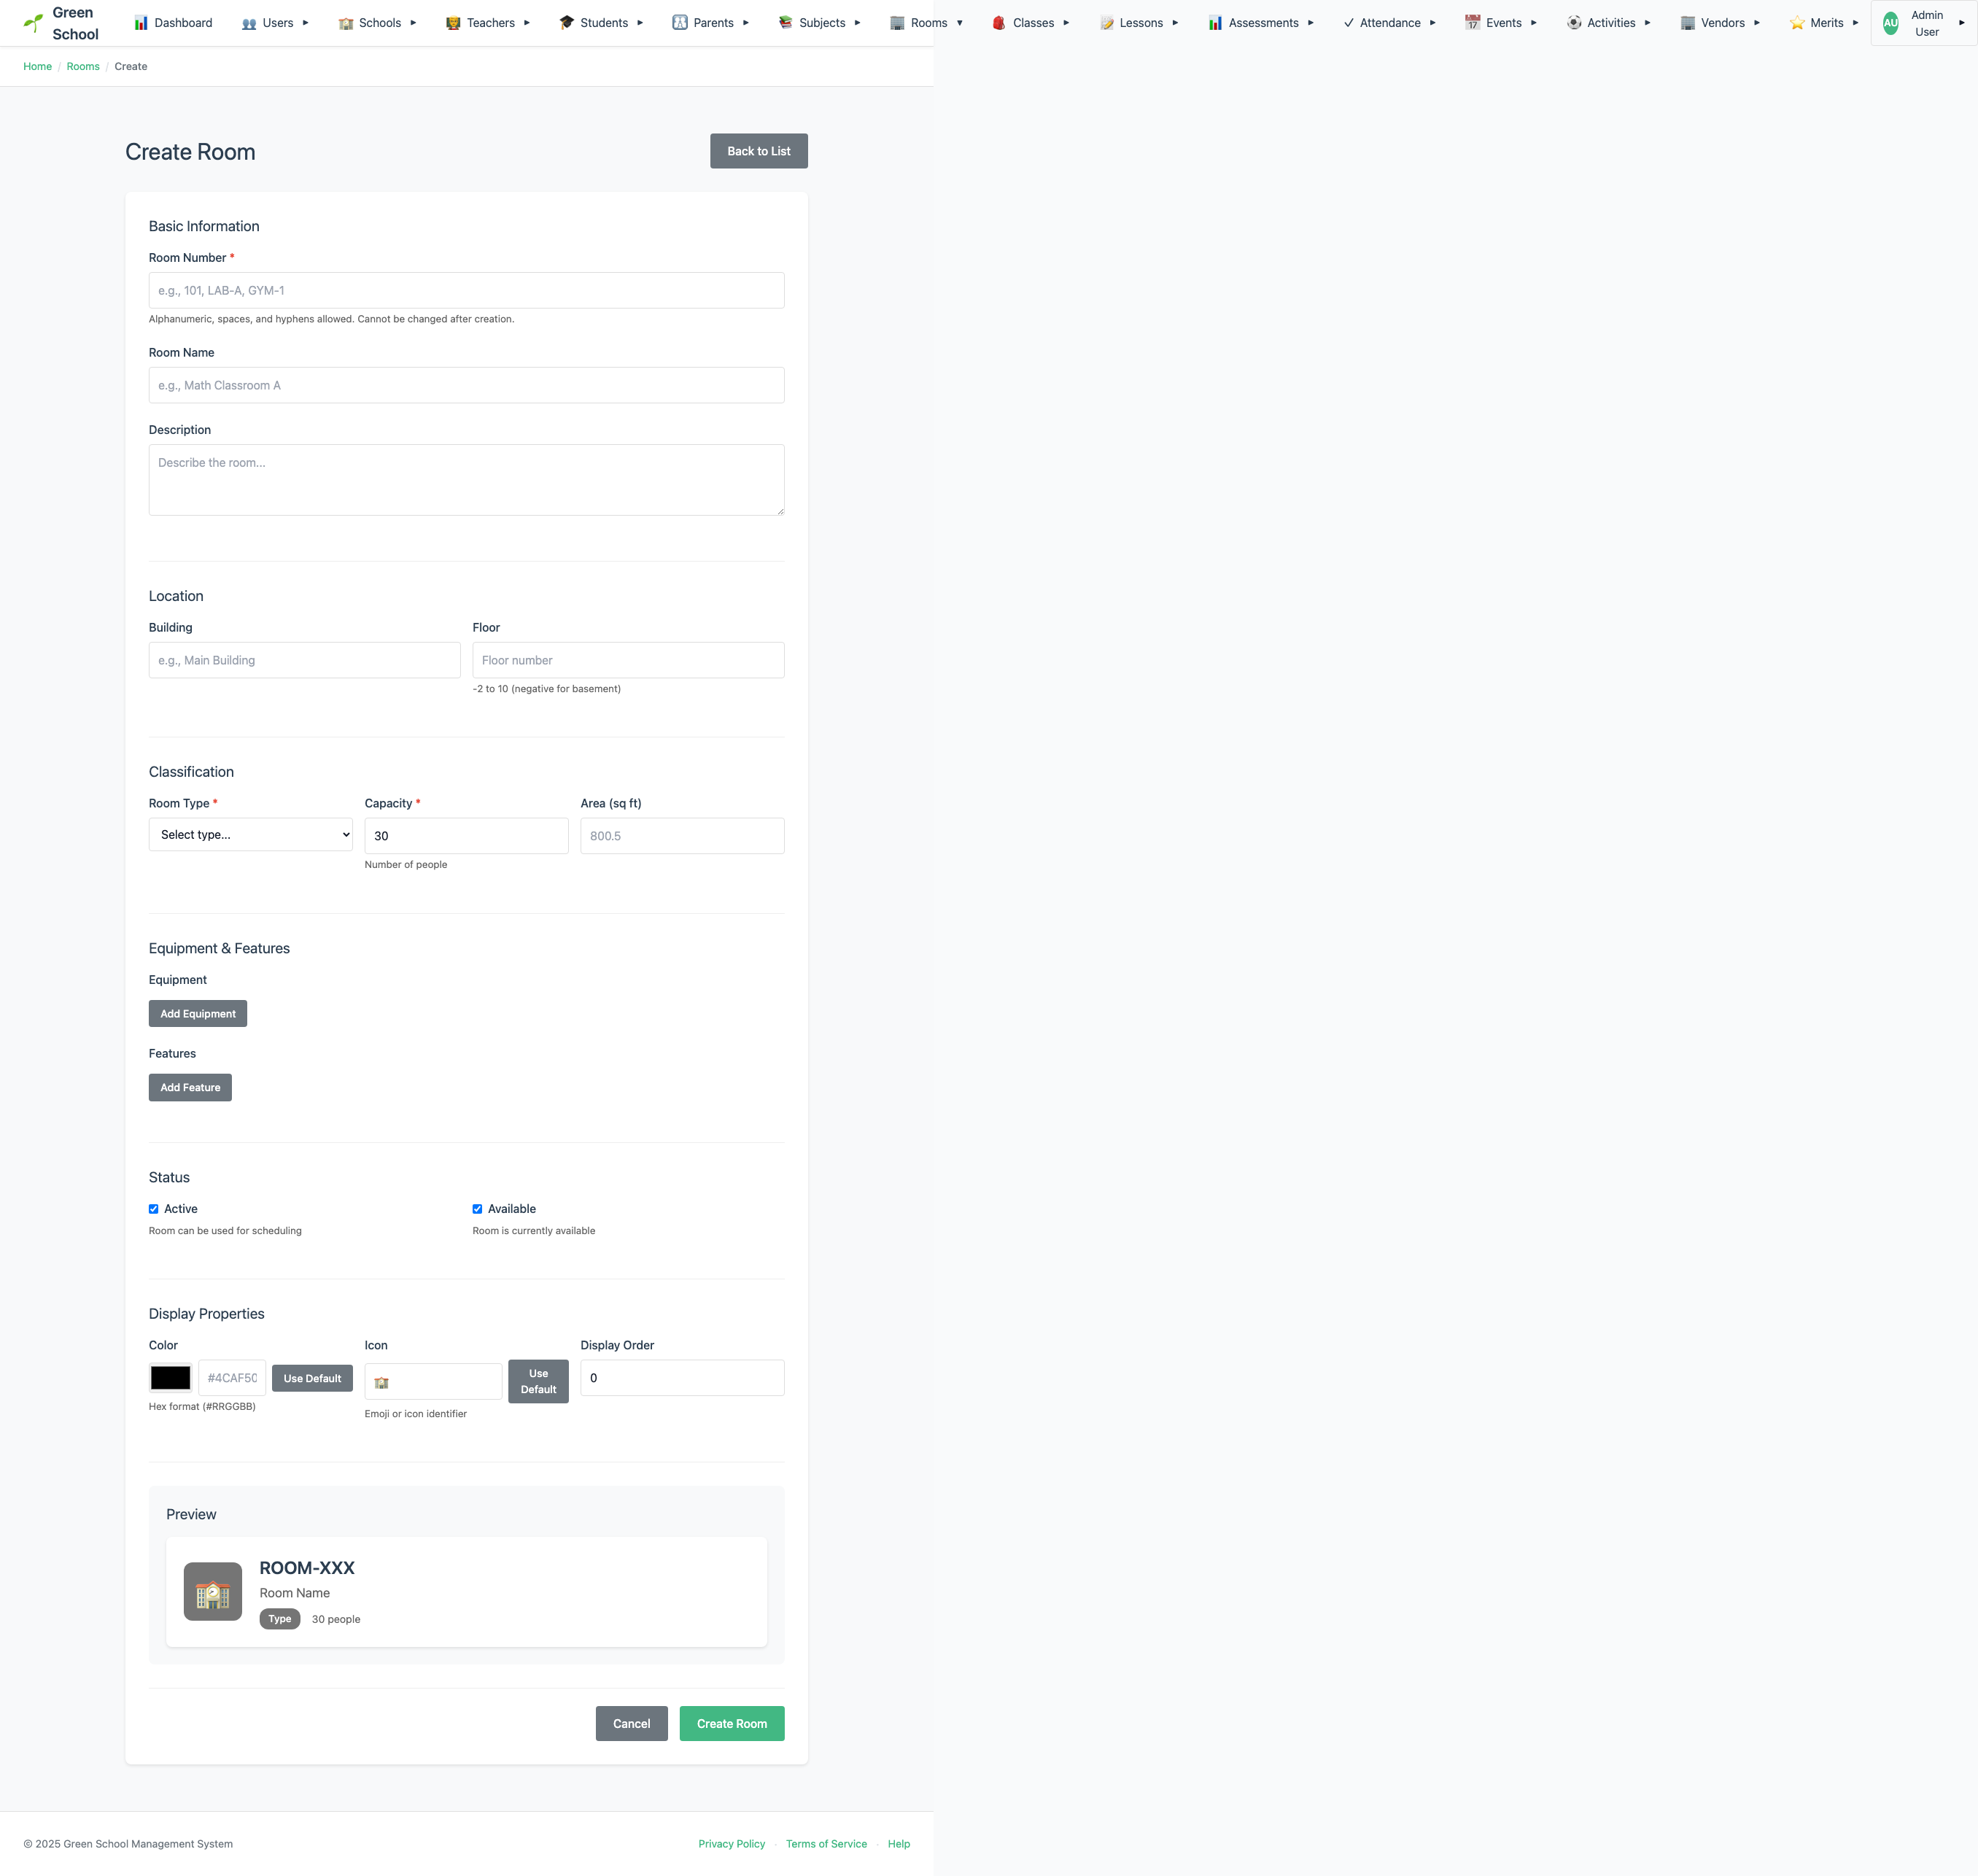 Green School
Dashboard
Users
Schools
Teachers
Students
Parents
Subjects
Rooms
Classes
Lessons
Assessments
Attendance
Events
Activities
Vendors
Merits
AU
Admin User
Home / Rooms / Create
Create Room
Back to List
Basic Information
Room Number *
e.g., 101, LAB-A, GYM-1
Alphanumeric, spaces, and hyphens allowed. Cannot be changed after creation.
Room Name
e.g., Math Classroom A
Description
Describe the room...
Location
Building
Floor
e.g., Main Building
Floor number
-2 to 10 (negative for basement)
Classification
Room Type *
Capacity *
Area (sq ft)
Select type...
30
800.5
Number of people
Equipment & Features
Equipment
Add Equipment
Features
Add Feature
Status
Active
Available
Room can be used for scheduling
Room is currently available
Display Properties
Color
Icon
Display Order
#4CAF50
Use Default
Use Default
0
Hex format (#RRGGBB)
Emoji or icon identifier
Preview
ROOM-XXX
Room Name
Type
30 people
Cancel
Create Room
© 2025 Green School Management System
Privacy Policy · Terms of Service · Help